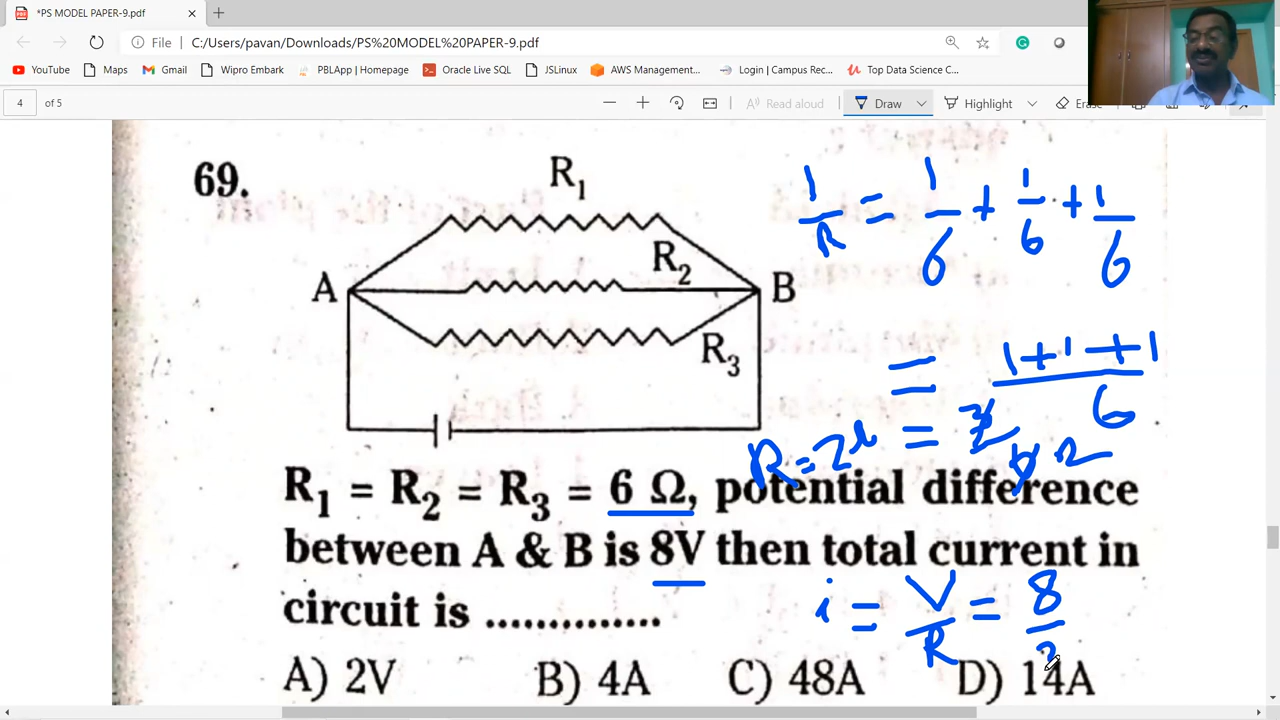 *PS MODEL PAPER-9.pdf
File C:/Users/pavan/Downloads/PS%20MODEL%20PAPER-9.pdf
YouTube Maps Gmail Wipro Embark PBLApp | Homepage Oracle Live SQL JSLinux AWS Management... Login | Campus Rec... Top Data Science C...
4 of 5 Read aloud Draw Highlight Erase
69.
R₁
R₂
R₃
A
B
1/R = 1/6 + 1/6 + 1/6
= 1+1+1/6
R = 2
R₁ = R₂ = R₃ = 6 Ω, potential difference
between A & B is 8V then total current in
circuit is ..............
i = V/R = 8/2
A) 2V B) 4A C) 48A D) 14A